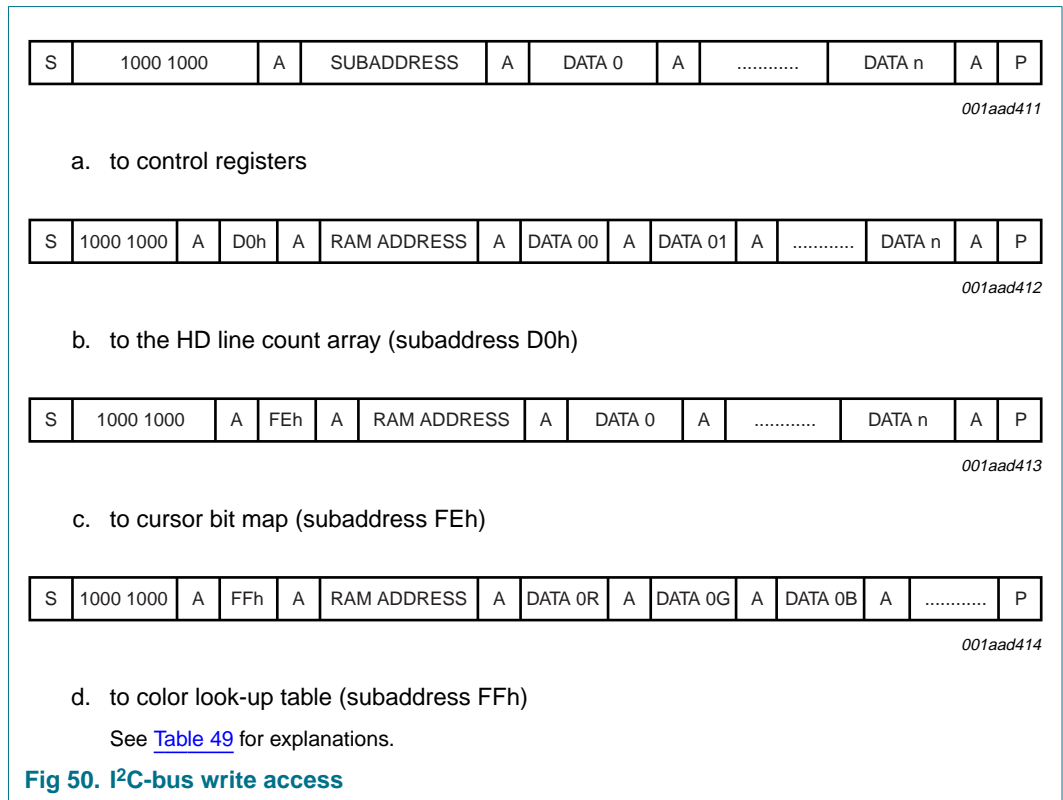 S 1000 1000 A SUBADDRESS A DATA 0 A ............ DATA n A P
001aad411
a. to control registers
S 1000 1000 A D0h A RAM ADDRESS A DATA 00 A DATA 01 A ............ DATA n A P
001aad412
b. to the HD line count array (subaddress D0h)
S 1000 1000 A FEh A RAM ADDRESS A DATA 0 A ............ DATA n A P
001aad413
c. to cursor bit map (subaddress FEh)
S 1000 1000 A FFh A RAM ADDRESS A DATA 0R A DATA 0G A DATA 0B A ............ P
001aad414
d. to color look-up table (subaddress FFh)
See Table 49 for explanations.
Fig 50. I²C-bus write access